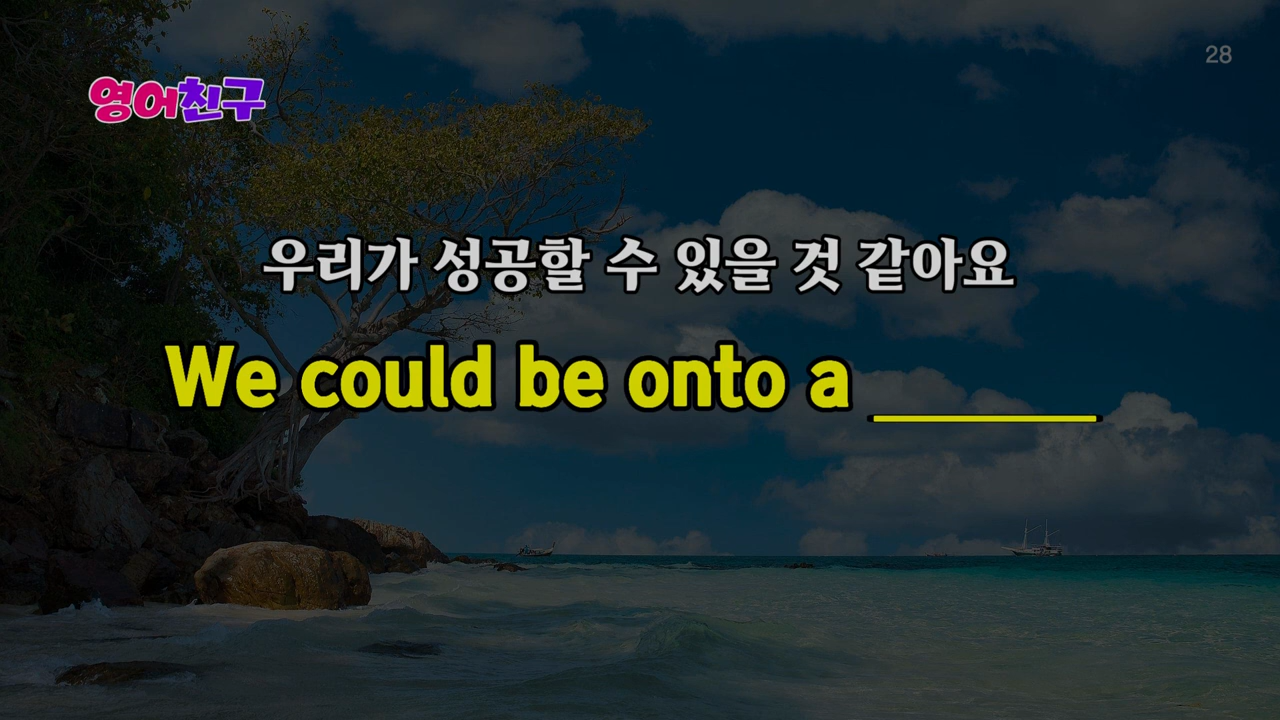 28
영어친구
우리가 성공할 수 있을 것 같아요
We could be onto a ______